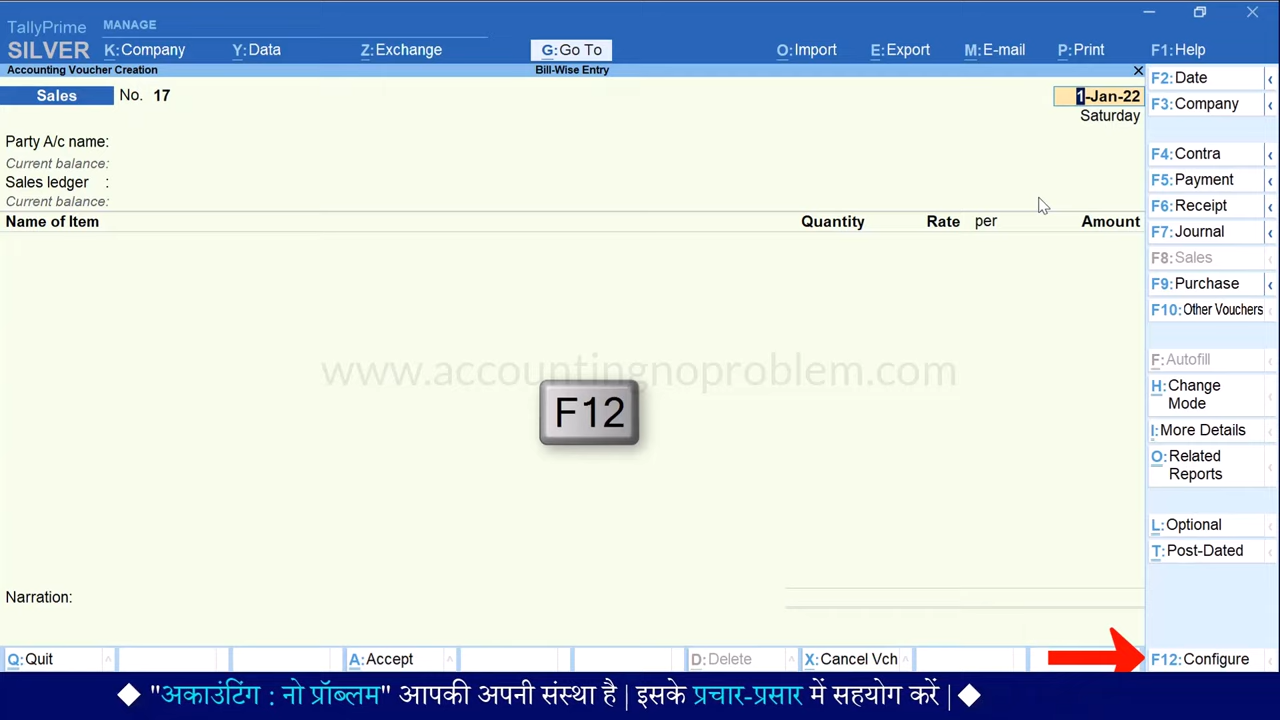 TallyPrime MANAGE
SILVER K:Company Y:Data Z:Exchange G:Go To O:Import E:Export M:E-mail P:Print F1:Help
Accounting Voucher Creation Bill-Wise Entry
Sales No. 17 1-Jan-22
Saturday
Party A/c name:
Current balance:
Sales ledger :
Current balance:
Name of Item Quantity Rate per Amount
www.accountingnoproblem.com
F12
Narration:
F2:Date
F3:Company
F4:Contra
F5:Payment
F6:Receipt
F7:Journal
F8:Sales
F9:Purchase
F10:Other Vouchers
F:Autofill
H:Change
Mode
I:More Details
O:Related
Reports
L:Optional
T:Post-Dated
Q:Quit A:Accept D:Delete X:Cancel Vch F12:Configure
"अकाउंटिंग : नो प्रॉब्लम" आपकी अपनी संस्था है | इसके प्रचार-प्रसार में सहयोग करें |